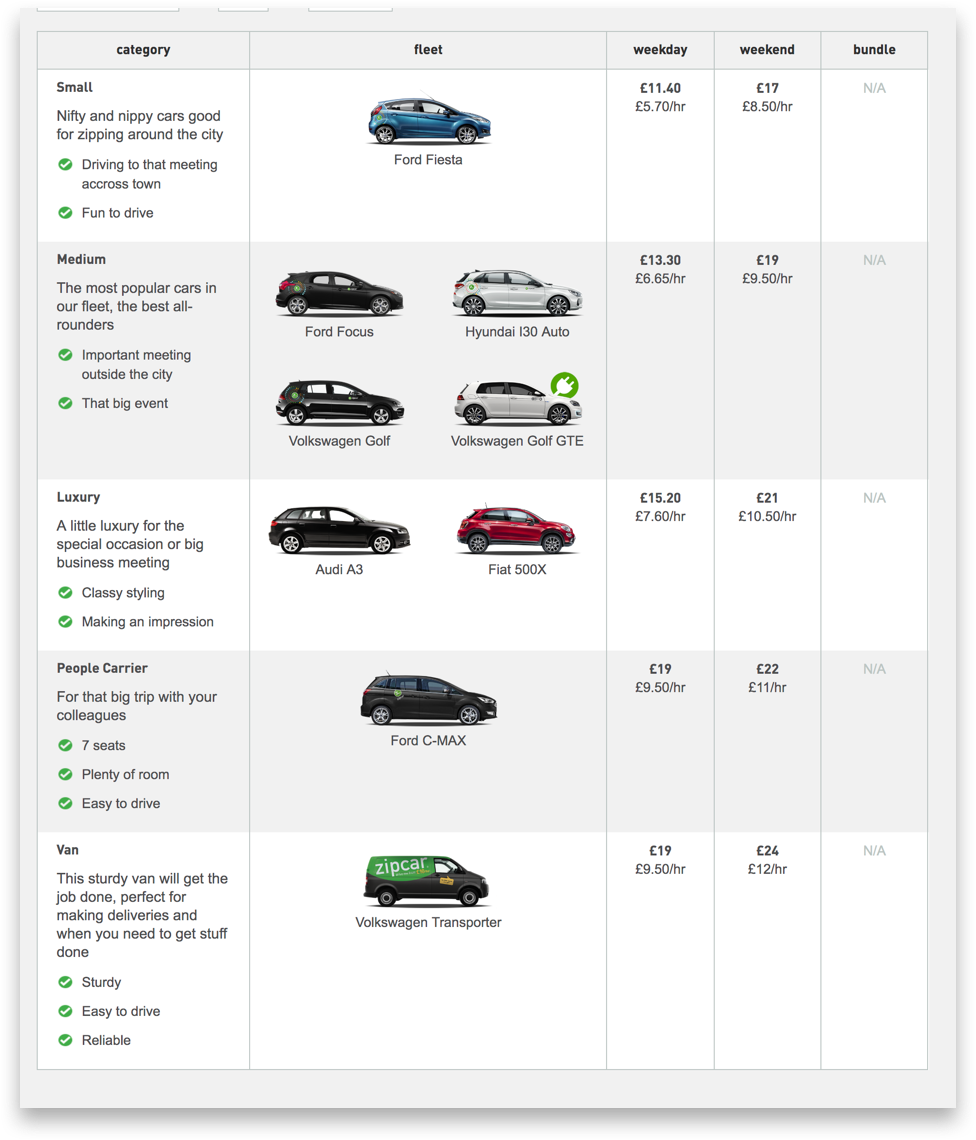 category fleet weekday weekend bundle
Small
Nifty and nippy cars good
for zipping around the city
Driving to that meeting
accross town
Fun to drive
Ford Fiesta
£11.40
£5.70/hr
£17
£8.50/hr
N/A
Medium
The most popular cars in
our fleet, the best all-
rounders
Important meeting
outside the city
That big event
Ford Focus
Hyundai I30 Auto
Volkswagen Golf
Volkswagen Golf GTE
£13.30
£6.65/hr
£19
£9.50/hr
N/A
Luxury
A little luxury for the
special occasion or big
business meeting
Classy styling
Making an impression
Audi A3
Fiat 500X
£15.20
£7.60/hr
£21
£10.50/hr
N/A
People Carrier
For that big trip with your
colleagues
7 seats
Plenty of room
Easy to drive
Ford C-MAX
£19
£9.50/hr
£22
£11/hr
N/A
Van
This sturdy van will get the
job done, perfect for
making deliveries and
when you need to get stuff
done
Sturdy
Easy to drive
Reliable
zipcar
Volkswagen Transporter
£19
£9.50/hr
£24
£12/hr
N/A